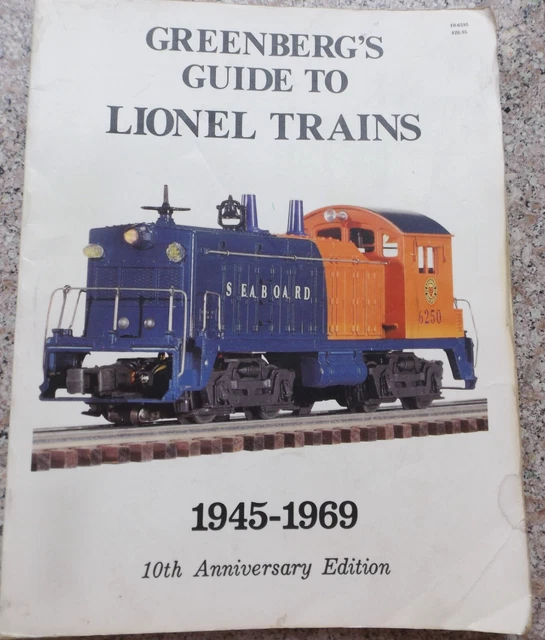 GREENBERG'S
GUIDE TO
LIONEL TRAINS
SEABOARD
6250
1945-1969
10th Anniversary Edition